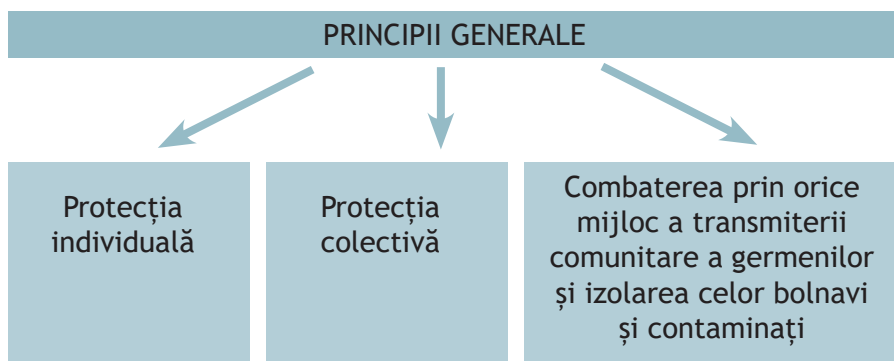 PRINCIPII GENERALE
Protecția
individuală
Protecția
colectivă
Combaterea prin orice
mijloc a transmiterii
comunitare a germenilor
și izolarea celor bolnavi
și contaminați